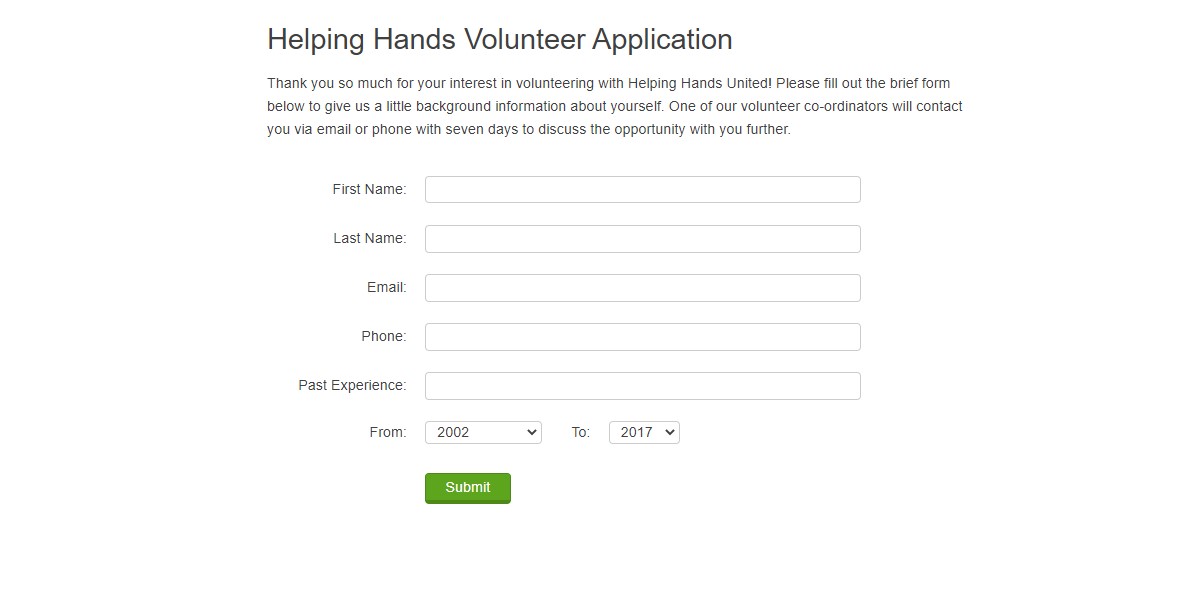 Helping Hands Volunteer Application
Thank you so much for your interest in volunteering with Helping Hands United! Please fill out the brief form
below to give us a little background information about yourself. One of our volunteer co-ordinators will contact
you via email or phone with seven days to discuss the opportunity with you further.
First Name:
Last Name:
Email:
Phone:
Past Experience:
From: 2002 To: 2017
Submit